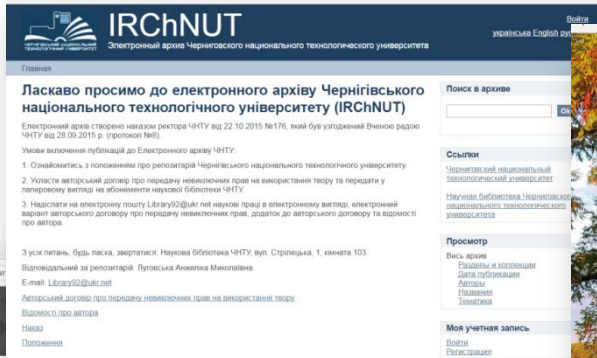 IRChNUT
Электронный архив Черниговского национального технологического университета
ЧЕРНІГІВСЬКИЙ НАЦІОНАЛЬНИЙ
ТЕХНОЛОГІЧНИЙ УНІВЕРСИТЕТ
Войти
українська English
Главная
Ласкаво просимо до електронного архіву Чернігівського
національного технологічного університету (IRChNUT)
Електронний архів створено наказом ректора ЧНТУ від 22.10.2015 №176, який був узгоджений Вченою радою
ЧНТУ від 28.09.2015 р. (протокол №8).
Умови включення публікацій до Електронного архіву ЧНТУ:
1. Ознайомитись з положенням про репозитарій Чернігівського національного технологічного університету.
2. Укласти авторський договір про передачу невиключних прав на використання твору та передати у
паперовому вигляді на абонементи наукової бібліотеки ЧНТУ.
3. Надіслати на електронну пошту Library92@ukr.net наукові праці в електронному вигляді, електронний
варіант авторського договору про передачу невиключних прав, додаток до авторського договору та відомості
про автора.
З усіх питань, будь ласка, звертатися: Наукова бібліотека ЧНТУ, вул. Стрілецька, 1, кімната 103.
Відповідальний за репозитарій: Луговська Анжеліка Миколаївна.
E-mail: Library92@ukr.net
Авторський договір про передачу невиключних прав на використання твору
Відомості про автора
Наказ
Положення
Поиск в архиве
Ссылки
Черниговский национальный
технологический университет
Научная библиотека Черниговского
национального технологического
университета
Просмотр
Весь архив
Разделы и коллекции
Дата публикации
Авторы
Названия
Тематика
Моя учетная запись
Войти
Регистрация